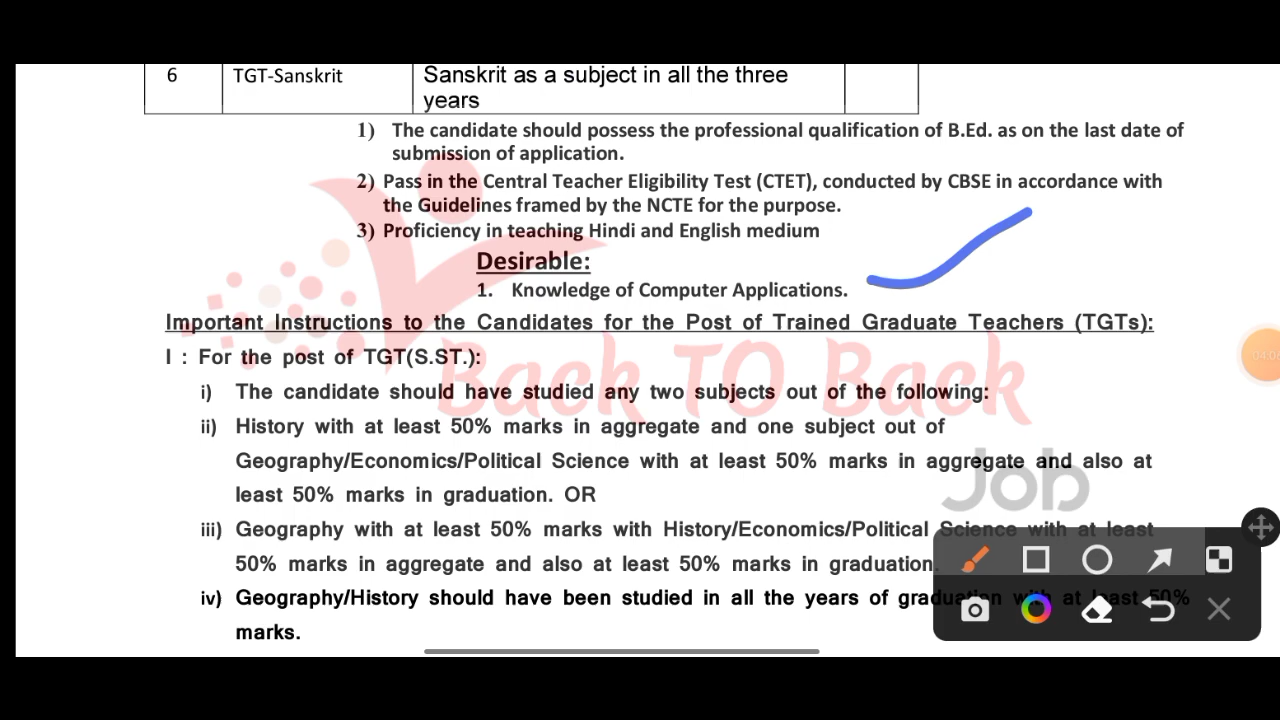 6 TGT-Sanskrit Sanskrit as a subject in all the three
years
1) The candidate should possess the professional qualification of B.Ed. as on the last date of
submission of application.
2) Pass in the Central Teacher Eligibility Test (CTET), conducted by CBSE in accordance with
the Guidelines framed by the NCTE for the purpose.
3) Proficiency in teaching Hindi and English medium
Desirable:
1. Knowledge of Computer Applications.
Important Instructions to the Candidates for the Post of Trained Graduate Teachers (TGTs):
I : For the post of TGT(S.ST.):
04:06
Back TO Back
i) The candidate should have studied any two subjects out of the following:
ii) History with at least 50% marks in aggregate and one subject out of
Geography/Economics/Political Science with at least 50% marks in aggregate and also at
Job
least 50% marks in graduation. OR
iii) Geography with at least 50% marks with History/Economics/Political Science with at least
50% marks in aggregate and also at least 50% marks in graduation.
iv) Geography/History should have been studied in all the years of graduation with at least 50%
marks.